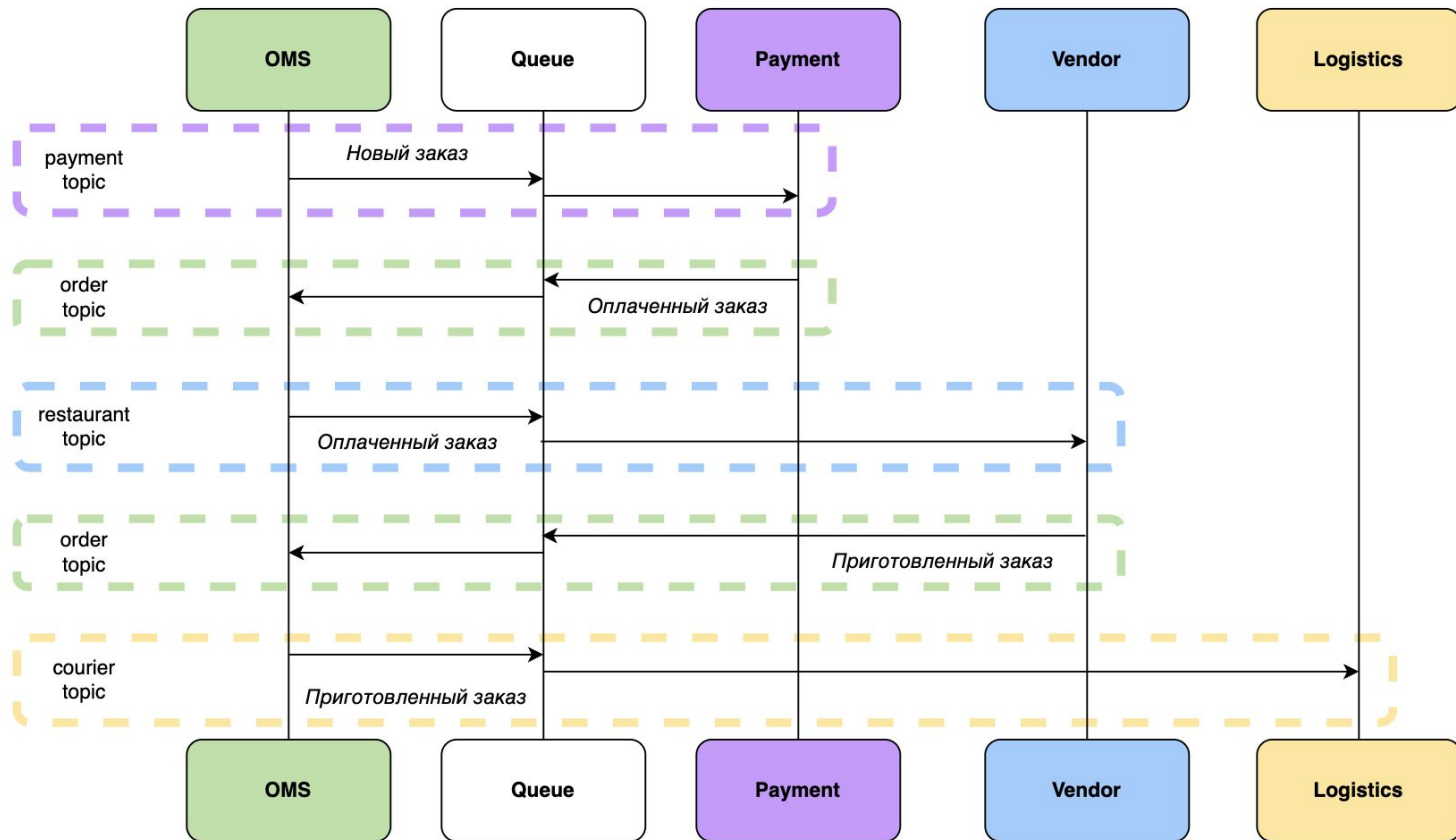 OMS
Queue
Payment
Vendor
Logistics
payment
topic
Новый заказ
order
topic
Оплаченный заказ
restaurant
topic
Оплаченный заказ
order
topic
Приготовленный заказ
courier
topic
Приготовленный заказ
OMS
Queue
Payment
Vendor
Logistics